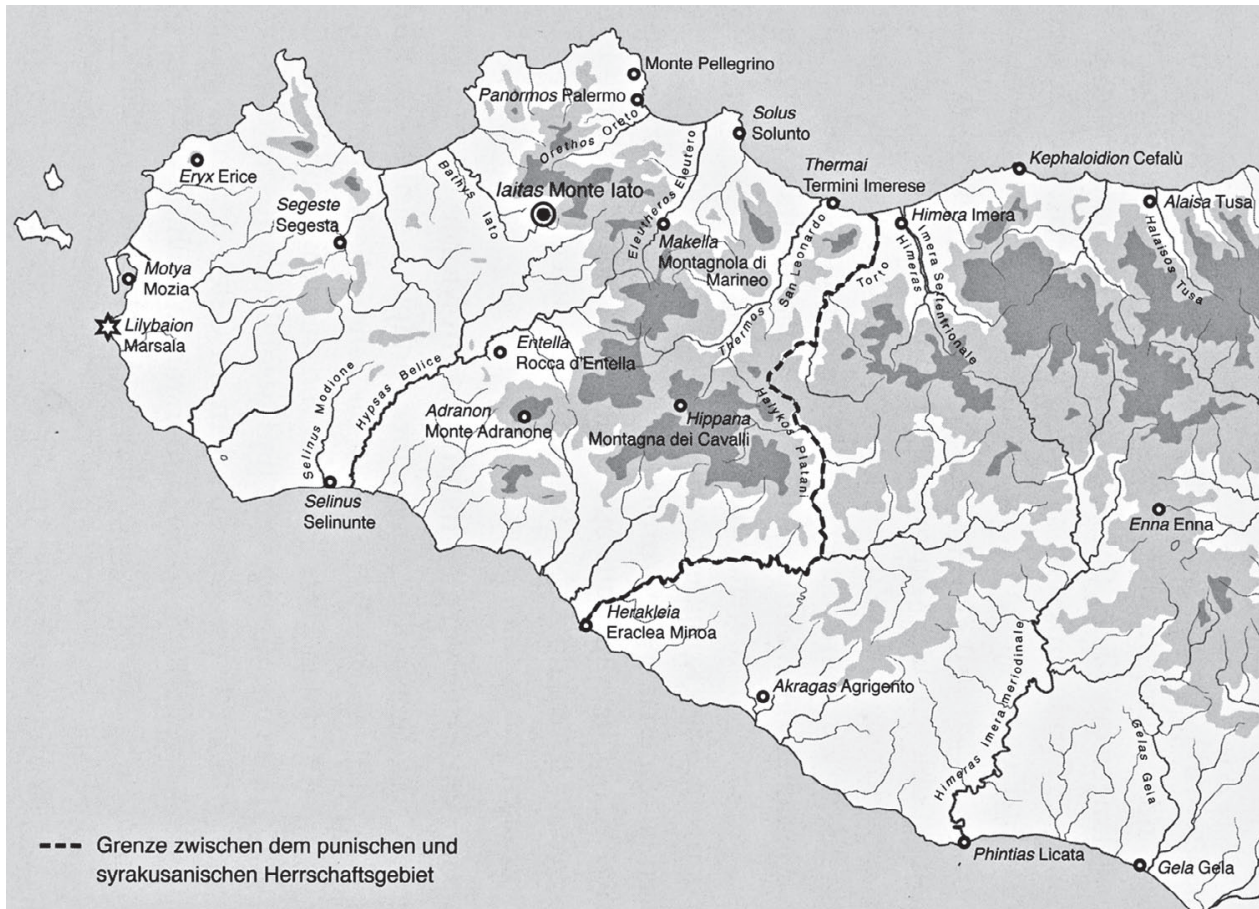 Monte Pellegrino
Panormos Palermo
Solus
Solunto
Orethos Oreto
Eryx Erice
Bathys Iato
Iaitas Monte Iato
Eleutheros Eleutero
Thermai
Termini Imerese
Kephaloidion Cefalù
Segeste
Segesta
Makella
Montagnola di
Marineo
Himera Imera
Alaisa Tusa
Halaisos Tusa
Motya
Mozia
Thermos San Leonardo
Torto
Himeras Imera Settentrionale
Lilybaion
Marsala
Entella
Rocca d'Entella
Selinus Modione
Hypsas Belice
Adranon
Monte Adranone
Hippana
Montagna dei Cavalli
Halykos Platani
Selinus
Selinunte
Enna Enna
Herakleia
Eraclea Minoa
Akragas Agrigento
Himeras Imera meriodinale
Gelas Gela
Phintias Licata
Gela Gela
Grenze zwischen dem punischen und
syrakusanischen Herrschaftsgebiet